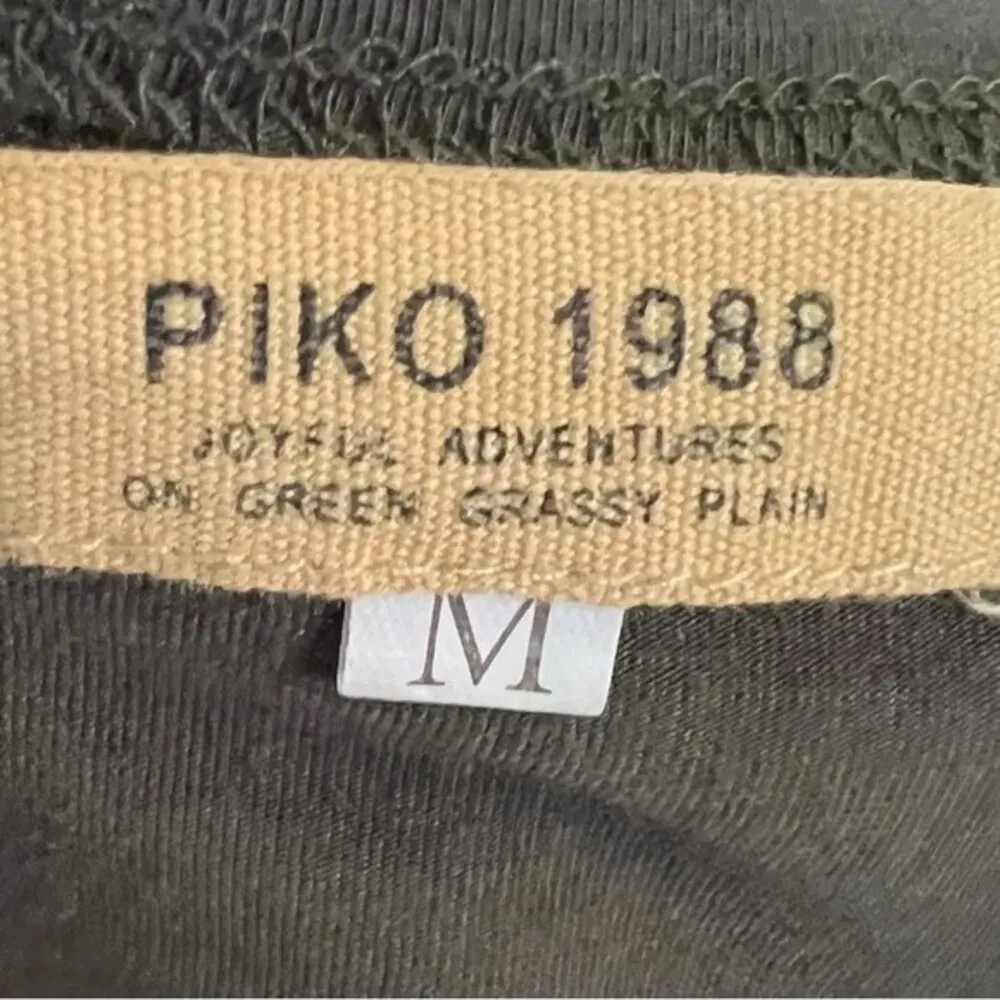 PIKO 1988
JOYFUL ADVENTURES
ON GREEN GRASSY PLAIN
M